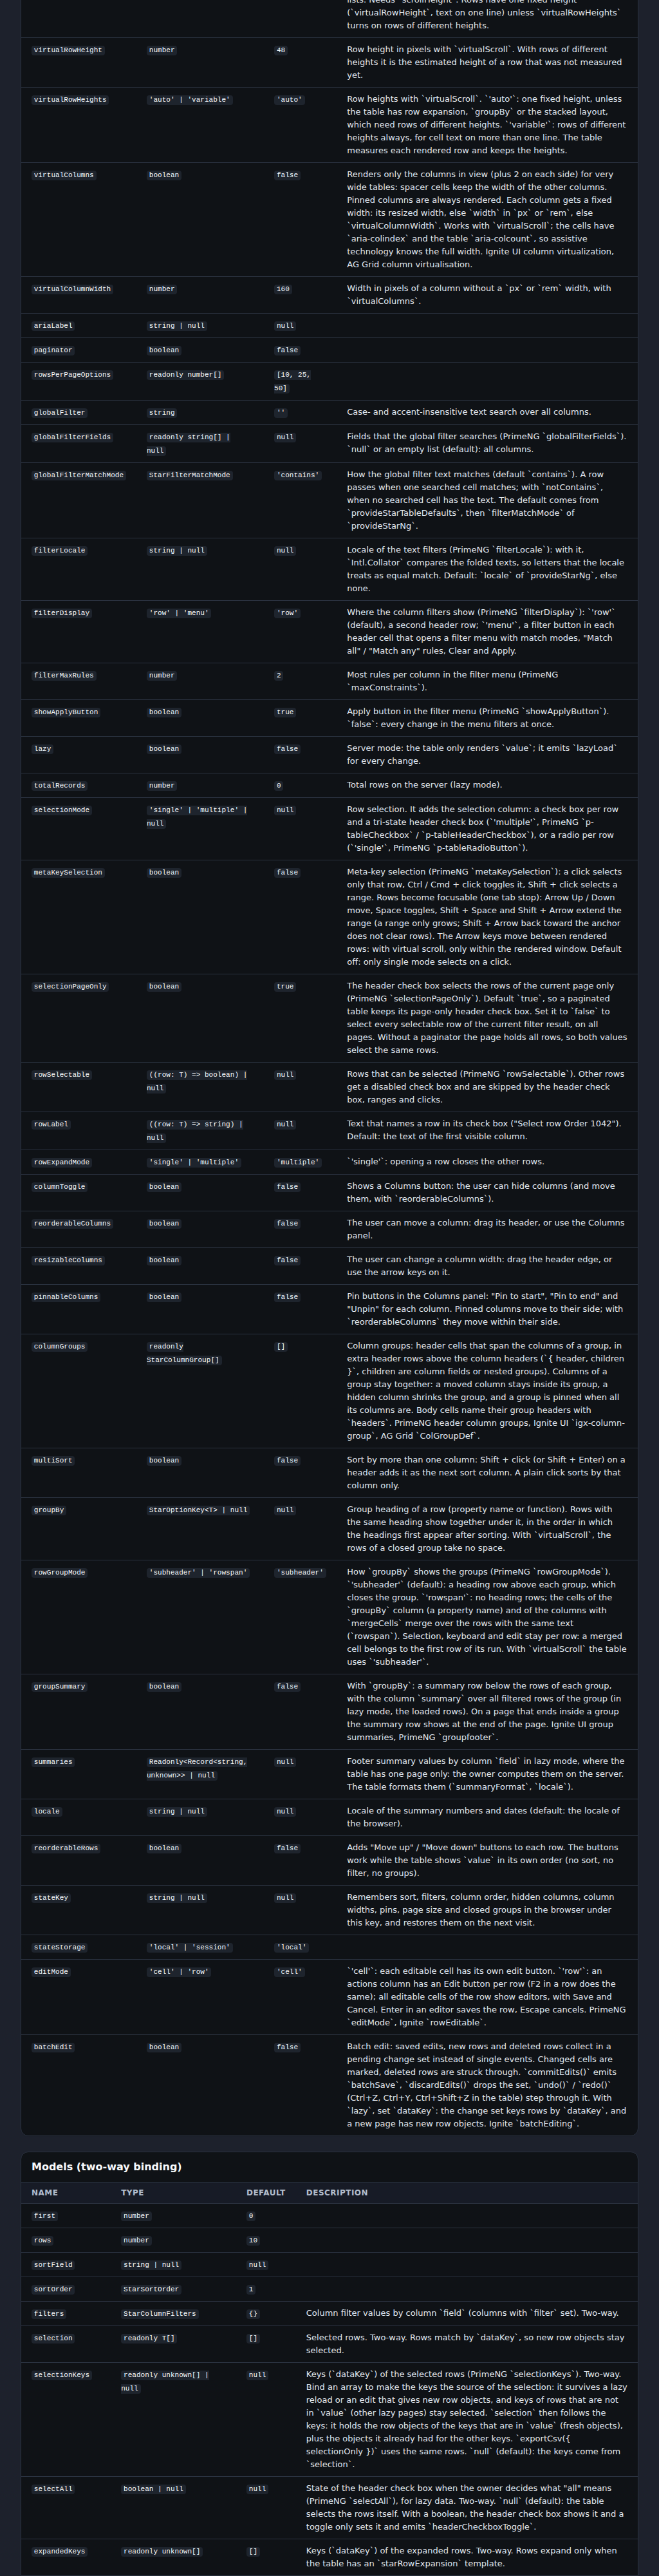 lists. Needs `scrollHeight`. Rows have one fixed height
(`virtualRowHeight`, text on one line) unless `virtualRowHeights`
turns on rows of different heights.
virtualRowHeight number 48 Row height in pixels with `virtualScroll`. With rows of different
heights it is the estimated height of a row that was not measured
yet.
virtualRowHeights 'auto' | 'variable' 'auto' Row heights with `virtualScroll`. `'auto'`: one fixed height, unless
the table has row expansion, `groupBy` or the stacked layout,
which need rows of different heights. `'variable'`: rows of different
heights always, for cell text on more than one line. The table
measures each rendered row and keeps the heights.
virtualColumns boolean false Renders only the columns in view (plus 2 on each side) for very
wide tables: spacer cells keep the width of the other columns.
Pinned columns are always rendered. Each column gets a fixed
width: its resized width, else `width` in `px` or `rem`, else
`virtualColumnWidth`. Works with `virtualScroll`; the cells have
`aria-colindex` and the table `aria-colcount`, so assistive
technology knows the full width. Ignite UI column virtualization,
AG Grid column virtualisation.
virtualColumnWidth number 160 Width in pixels of a column without a `px` or `rem` width, with
`virtualColumns`.
ariaLabel string | null null
paginator boolean false
rowsPerPageOptions readonly number[] [10, 25,
50]
globalFilter string '' Case- and accent-insensitive text search over all columns.
globalFilterFields readonly string[] | null Fields that the global filter searches (PrimeNG `globalFilterFields`).
null `null` or an empty list (default): all columns.
globalFilterMatchMode StarFilterMatchMode 'contains' How the global filter text matches (default `contains`). A row
passes when one searched cell matches; with `notContains`,
when no searched cell has the text. The default comes from
`provideStarTableDefaults`, then `filterMatchMode` of
`provideStarNg`.
filterLocale string | null null Locale of the text filters (PrimeNG `filterLocale`): with it,
`Intl.Collator` compares the folded texts, so letters that the locale
treats as equal match. Default: `locale` of `provideStarNg`, else
none.
filterDisplay 'row' | 'menu' 'row' Where the column filters show (PrimeNG `filterDisplay`): `'row'`
(default), a second header row; `'menu'`, a filter button in each
header cell that opens a filter menu with match modes, "Match
all" / "Match any" rules, Clear and Apply.
filterMaxRules number 2 Most rules per column in the filter menu (PrimeNG
`maxConstraints`).
showApplyButton boolean true Apply button in the filter menu (PrimeNG `showApplyButton`).
`false`: every change in the menu filters at once.
lazy boolean false Server mode: the table only renders `value`; it emits `lazyLoad`
for every change.
totalRecords number 0 Total rows on the server (lazy mode).
selectionMode 'single' | 'multiple' | null Row selection. It adds the selection column: a check box per row
null and a tri-state header check box (`'multiple'`, PrimeNG `p-
tableCheckbox` / `p-tableHeaderCheckbox`), or a radio per row
(`'single'`, PrimeNG `p-tableRadioButton`).
metaKeySelection boolean false Meta-key selection (PrimeNG `metaKeySelection`): a click selects
only that row, Ctrl / Cmd + click toggles it, Shift + click selects a
range. Rows become focusable (one tab stop): Arrow Up / Down
move, Space toggles, Shift + Space and Shift + Arrow extend the
range (a range only grows; Shift + Arrow back toward the anchor
does not clear rows). The Arrow keys move between rendered
rows: with virtual scroll, only within the rendered window. Default
off: only single mode selects on a click.
selectionPageOnly boolean true The header check box selects the rows of the current page only
(PrimeNG `selectionPageOnly`). Default `true`, so a paginated
table keeps its page-only header check box. Set it to `false` to
select every selectable row of the current filter result, on all
pages. Without a paginator the page holds all rows, so both values
select the same rows.
rowSelectable ((row: T) => boolean) | null Rows that can be selected (PrimeNG `rowSelectable`). Other rows
null get a disabled check box and are skipped by the header check
box, ranges and clicks.
rowLabel ((row: T) => string) | null Text that names a row in its check box ("Select row Order 1042").
null Default: the text of the first visible column.
rowExpandMode 'single' | 'multiple' 'multiple' `'single'`: opening a row closes the other rows.
columnToggle boolean false Shows a Columns button: the user can hide columns (and move
them, with `reorderableColumns`).
reorderableColumns boolean false The user can move a column: drag its header, or use the Columns
panel.
resizableColumns boolean false The user can change a column width: drag the header edge, or
use the arrow keys on it.
pinnableColumns boolean false Pin buttons in the Columns panel: "Pin to start", "Pin to end" and
"Unpin" for each column. Pinned columns move to their side; with
`reorderableColumns` they move within their side.
columnGroups readonly [] Column groups: header cells that span the columns of a group, in
StarColumnGroup[] extra header rows above the column headers (`{ header, children
}`, children are column fields or nested groups). Columns of a
group stay together: a moved column stays inside its group, a
hidden column shrinks the group, and a group is pinned when all
its columns are. Body cells name their group headers with
`headers`. PrimeNG header column groups, Ignite UI `igx-column-
group`, AG Grid `ColGroupDef`.
multiSort boolean false Sort by more than one column: Shift + click (or Shift + Enter) on a
header adds it as the next sort column. A plain click sorts by that
column only.
groupBy StarOptionKey<T> | null null Group heading of a row (property name or function). Rows with
the same heading show together under it, in the order in which
the headings first appear after sorting. With `virtualScroll`, the
rows of a closed group take no space.
rowGroupMode 'subheader' | 'rowspan' 'subheader' How `groupBy` shows the groups (PrimeNG `rowGroupMode`).
`'subheader'` (default): a heading row above each group, which
closes the group. `'rowspan'`: no heading rows; the cells of the
`groupBy` column (a property name) and of the columns with
`mergeCells` merge over the rows with the same text
(`rowspan`). Selection, keyboard and edit stay per row: a merged
cell belongs to the first row of its run. With `virtualScroll` the table
uses `'subheader'`.
groupSummary boolean false With `groupBy`: a summary row below the rows of each group,
with the column `summary` over all filtered rows of the group (in
lazy mode, the loaded rows). On a page that ends inside a group
the summary row shows at the end of the page. Ignite UI group
summaries, PrimeNG `groupfooter`.
summaries Readonly<Record<string, null Footer summary values by column `field` in lazy mode, where the
unknown>> | null table has one page only: the owner computes them on the server.
The table formats them (`summaryFormat`, `locale`).
locale string | null null Locale of the summary numbers and dates (default: the locale of
the browser).
reorderableRows boolean false Adds "Move up" / "Move down" buttons to each row. The buttons
work while the table shows `value` in its own order (no sort, no
filter, no groups).
stateKey string | null null Remembers sort, filters, column order, hidden columns, column
widths, pins, page size and closed groups in the browser under
this key, and restores them on the next visit.
stateStorage 'local' | 'session' 'local'
editMode 'cell' | 'row' 'cell' `'cell'`: each editable cell has its own edit button. `'row'`: an
actions column has an Edit button per row (F2 in a row does the
same); all editable cells of the row show editors, with Save and
Cancel. Enter in an editor saves the row, Escape cancels. PrimeNG
`editMode`, Ignite `rowEditable`.
batchEdit boolean false Batch edit: saved edits, new rows and deleted rows collect in a
pending change set instead of single events. Changed cells are
marked, deleted rows are struck through. `commitEdits()` emits
`batchSave`, `discardEdits()` drops the set, `undo()` / `redo()`
(Ctrl+Z, Ctrl+Y, Ctrl+Shift+Z in the table) step through it. With
`lazy`, set `dataKey`: the change set keys rows by `dataKey`, and
a new page has new row objects. Ignite `batchEditing`.
Models (two-way binding)
NAME TYPE DEFAULT DESCRIPTION
first number 0
rows number 10
sortField string | null null
sortOrder StarSortOrder 1
filters StarColumnFilters {} Column filter values by column `field` (columns with `filter` set). Two-way.
selection readonly T[] [] Selected rows. Two-way. Rows match by `dataKey`, so new row objects stay
selected.
selectionKeys readonly unknown[] | null Keys (`dataKey`) of the selected rows (PrimeNG `selectionKeys`). Two-way.
null Bind an array to make the keys the source of the selection: it survives a lazy
reload or an edit that gives new row objects, and keys of rows that are not
in `value` (other lazy pages) stay selected. `selection` then follows the
keys: it holds the row objects of the keys that are in `value` (fresh objects),
plus the objects it already had for the other keys. `exportCsv({
selectionOnly })` uses the same rows. `null` (default): the keys come from
`selection`.
selectAll boolean | null null State of the header check box when the owner decides what "all" means
(PrimeNG `selectAll`), for lazy data. Two-way. `null` (default): the table
selects the rows itself. With a boolean, the header check box shows it and a
toggle only sets it and emits `headerCheckboxToggle`.
expandedKeys readonly unknown[] [] Keys (`dataKey`) of the expanded rows. Two-way. Rows expand only when
the table has an `starRowExpansion` template.